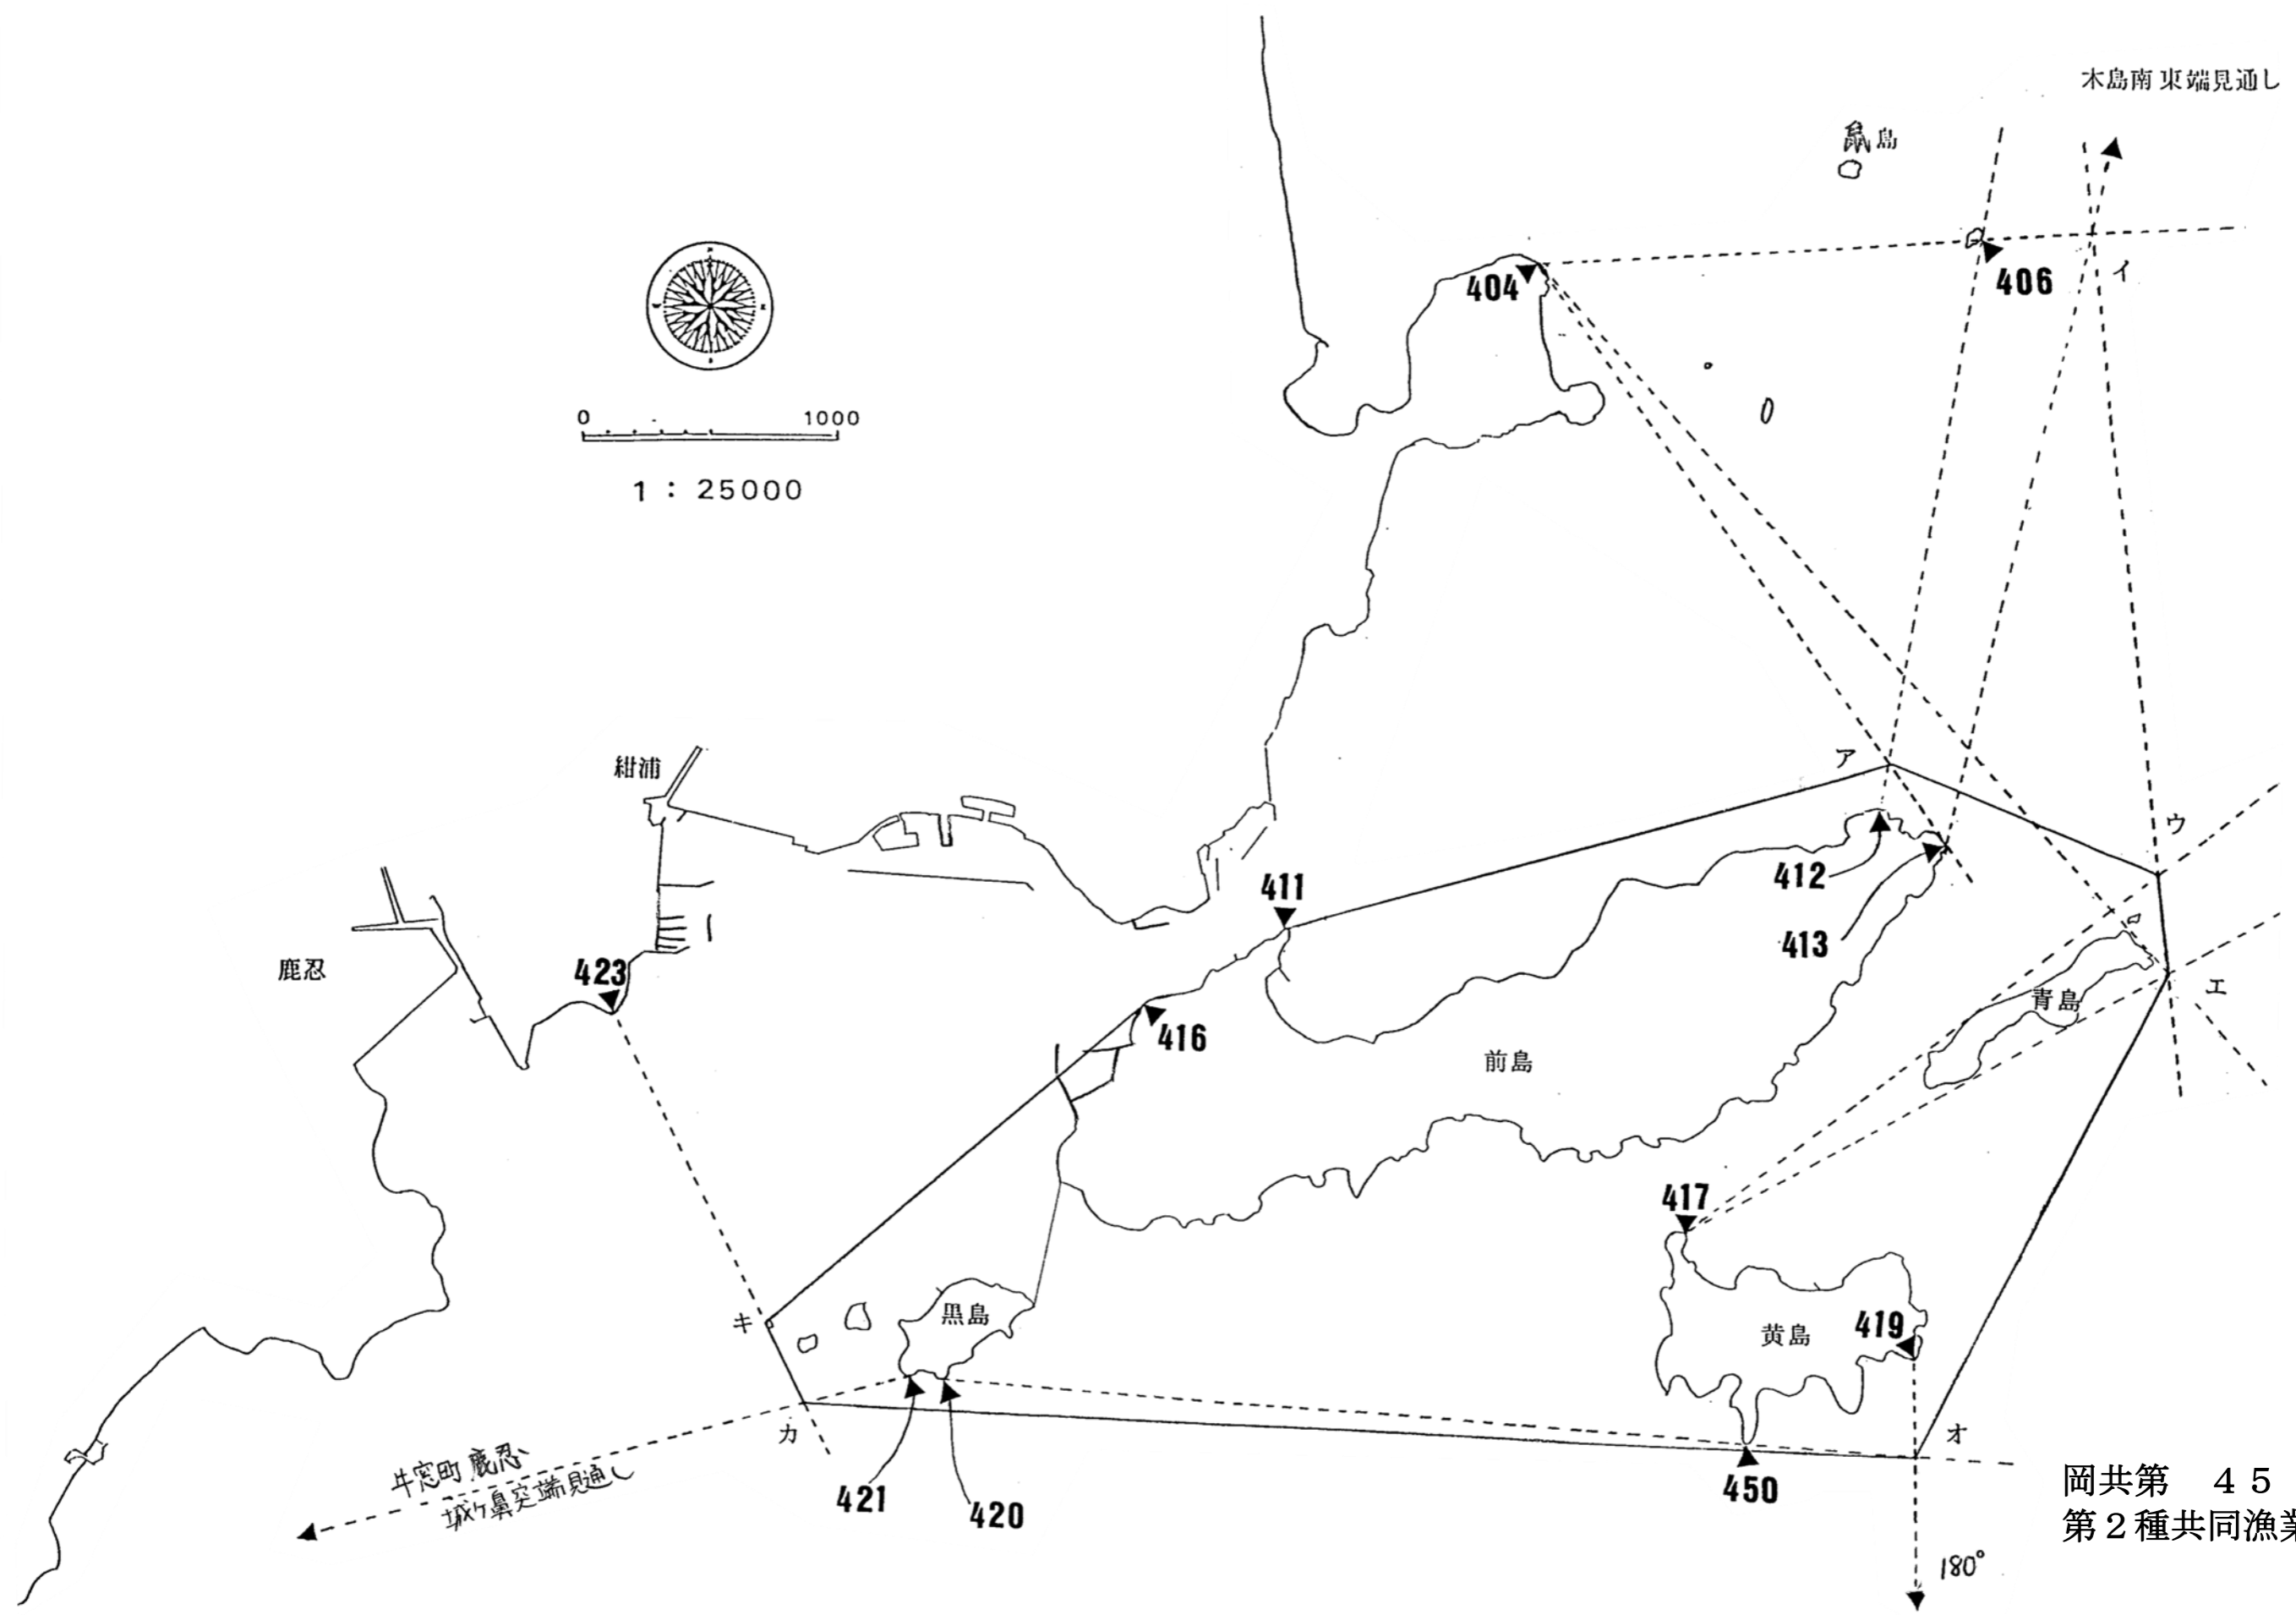 木島南東端見通し
鼠島
404
406
イ
0 1000
1 : 25000
紺浦
ア
ウ
411
412
413
鹿忍
423
エ
青島
416
前島
417
キ
黒島
黄島
419
カ
オ
牛窓町鹿忍
城ケ鼻突端見通し
421
420
450
岡共第 45
第2種共同漁業
180°